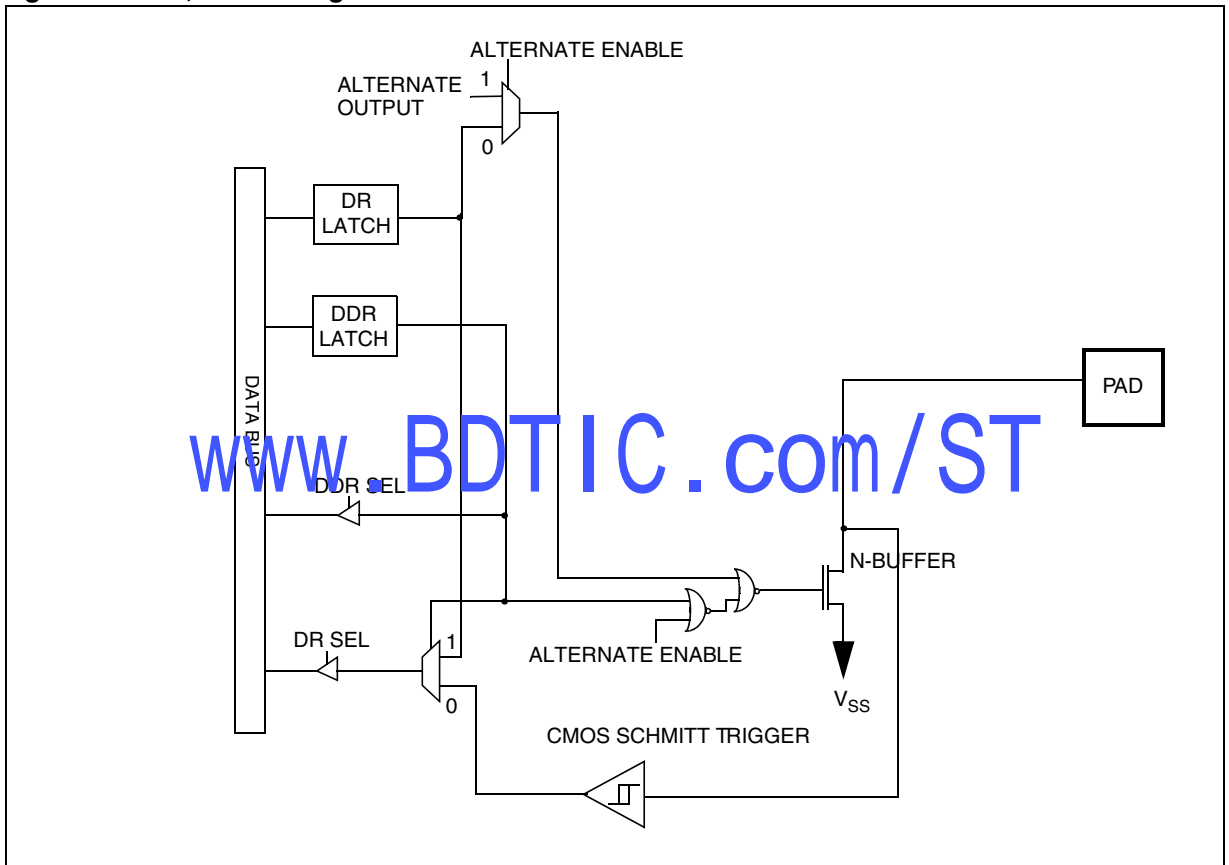 ALTERNATE ENABLE
ALTERNATE
OUTPUT
1
0
DR
LATCH
DDR
LATCH
DATA BUS
PAD
www.BDTIC.com/ST
DDR SEL
N-BUFFER
DR SEL
1
0
ALTERNATE ENABLE
VSS
CMOS SCHMITT TRIGGER